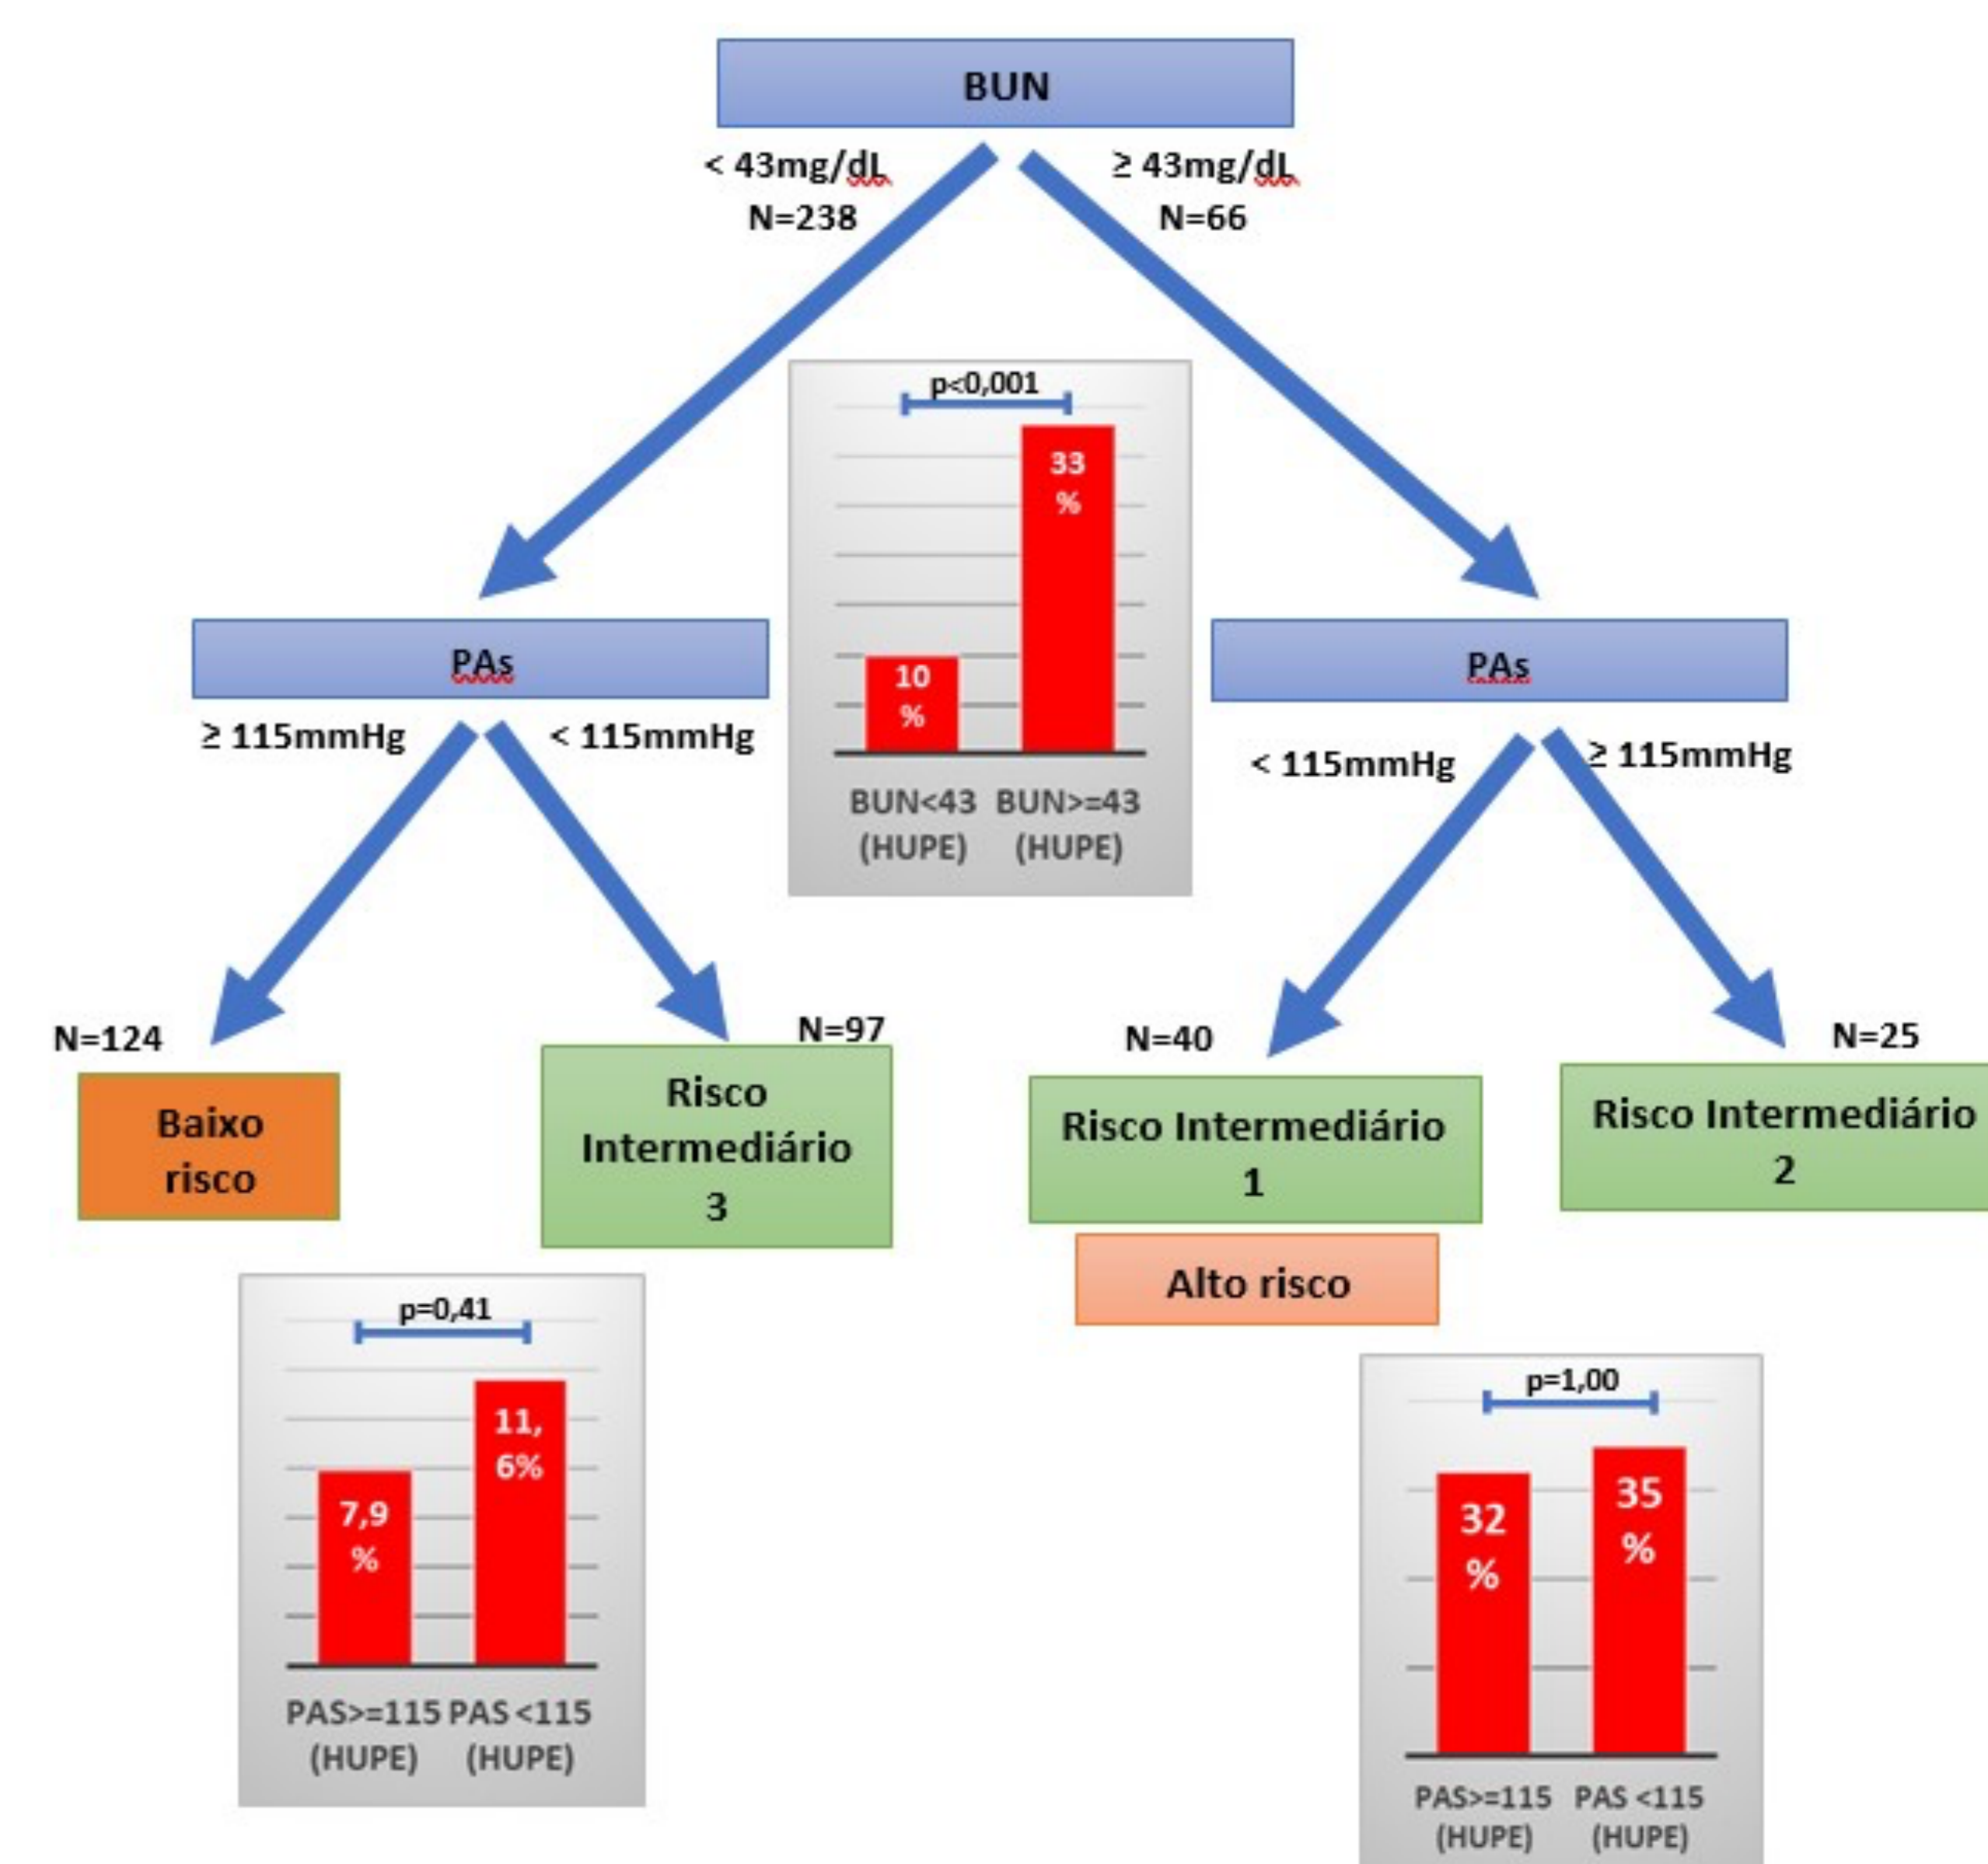 BUN
< 43mg/dL
N=238
≥ 43mg/dL
N=66
p<0,001
33
%
10
%
BUN<43 BUN>=43
(HUPE) (HUPE)
PAs
≥ 115mmHg
< 115mmHg
PAs
< 115mmHg
≥ 115mmHg
N=124
Baixo
risco
N=97
Risco
Intermediário
3
N=40
Risco Intermediário
1
Alto risco
N=25
Risco Intermediário
2
p=0,41
7,9
%
11,
6%
PAS>=115 PAS <115
(HUPE) (HUPE)
p=1,00
32
%
35
%
PAS>=115 PAS <115
(HUPE) (HUPE)